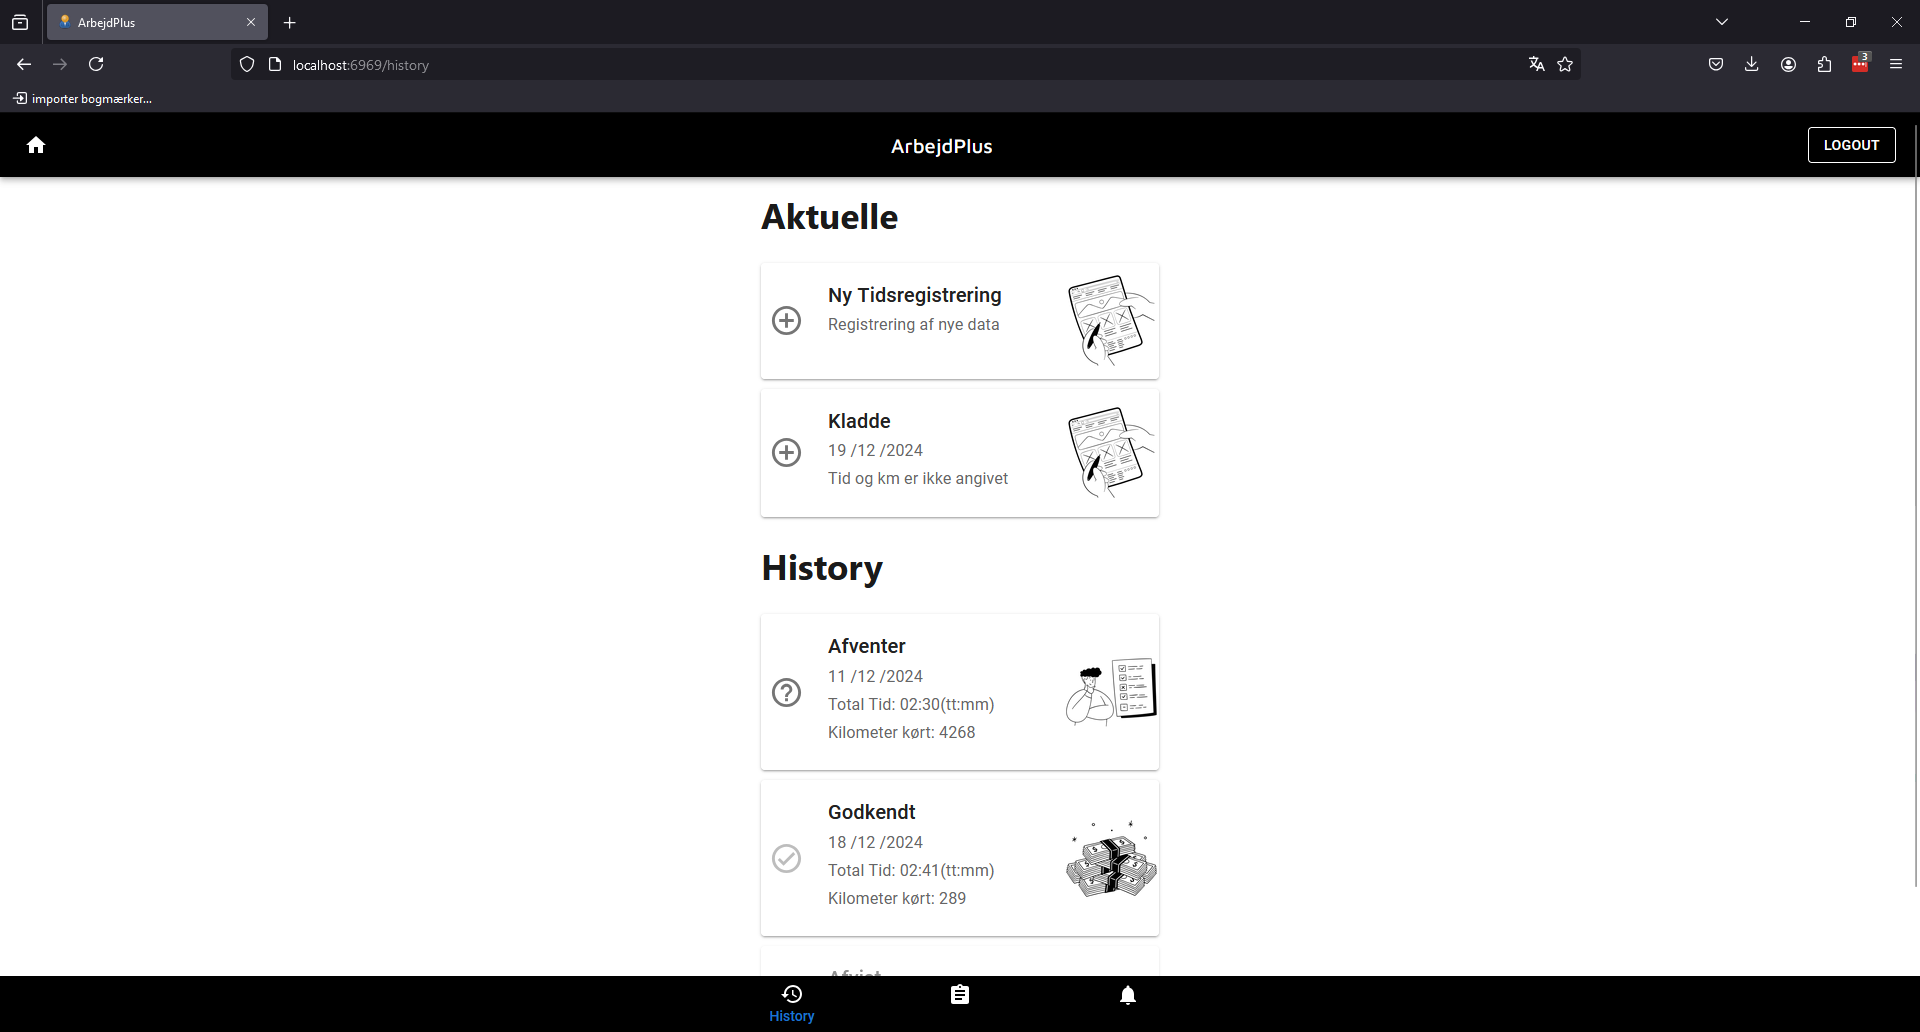 ArbejdPlus
localhost:6969/history
3
importer bogmærker...
ArbejdPlus
LOGOUT
Aktuelle
Ny Tidsregistrering
Registrering af nye data
Kladde
19 /12 /2024
Tid og km er ikke angivet
History
Afventer
11 /12 /2024
Total Tid: 02:30(tt:mm)
Kilometer kørt: 4268
Godkendt
18 /12 /2024
Total Tid: 02:41(tt:mm)
Kilometer kørt: 289
History